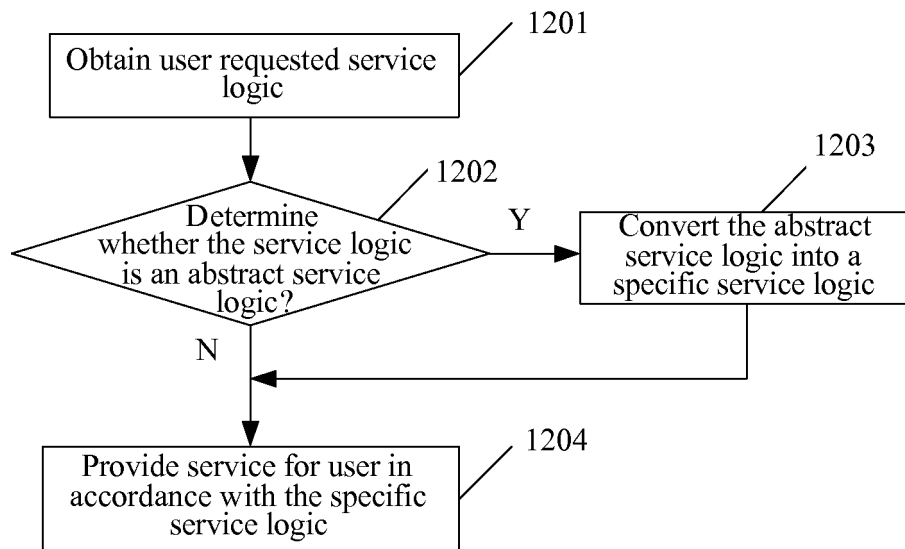 1201
Obtain user requested service
logic
1202
Determine
whether the service logic
is an abstract service
logic?
Y
1203
Convert the abstract
service logic into a
specific service logic
N
1204
Provide service for user in
accordance with the specific
service logic